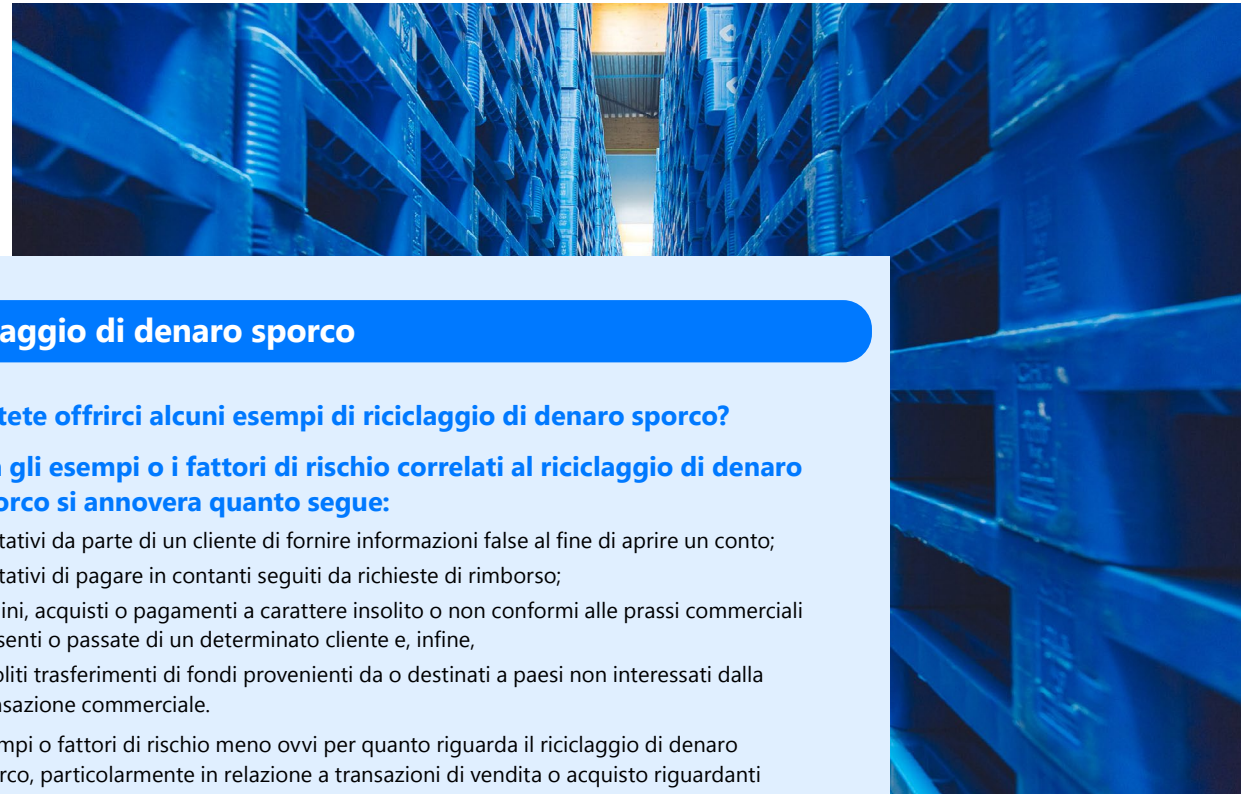 aggio di denaro sporco
tete offrirci alcuni esempi di riciclaggio di denaro sporco?
gli esempi o i fattori di rischio correlati al riciclaggio di denaro
orco si annovera quanto segue:
tativi da parte di un cliente di fornire informazioni false al fine di aprire un conto;
tativi di pagare in contanti seguiti da richieste di rimborso;
ini, acquisti o pagamenti a carattere insolito o non conformi alle prassi commerciali
senti o passate di un determinato cliente e, infine,
oliti trasferimenti di fondi provenienti da o destinati a paesi non interessati dalla
nsazione commerciale.
mpi o fattori di rischio meno ovvi per quanto riguarda il riciclaggio di denaro
rco, particolarmente in relazione a transazioni di vendita o acquisto riguardanti